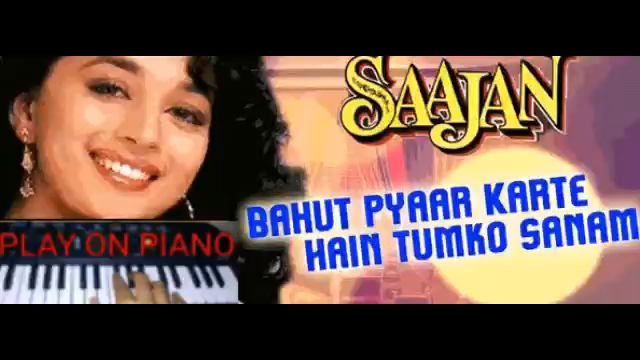 SAAJAN
BAHUT PYAAR KARTE
HAIN TUMKO SANAM
PLAY ON PIANO